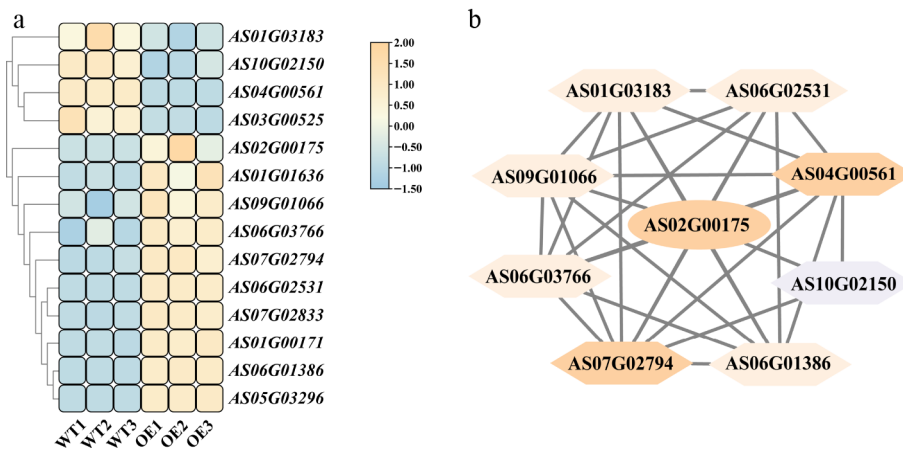 a
AS01G03183
AS10G02150
AS04G00561
AS03G00525
AS02G00175
AS01G01636
AS09G01066
AS06G03766
AS07G02794
AS06G02531
AS07G02833
AS01G00171
AS06G01386
AS05G03296
WT1 WT2 WT3 OE1 OE2 OE3
2.00
1.50
1.00
0.50
0.00
−0.50
−1.00
−1.50
b
AS01G03183 AS06G02531
AS09G01066 AS04G00561
AS02G00175
AS06G03766 AS10G02150
AS07G02794 AS06G01386